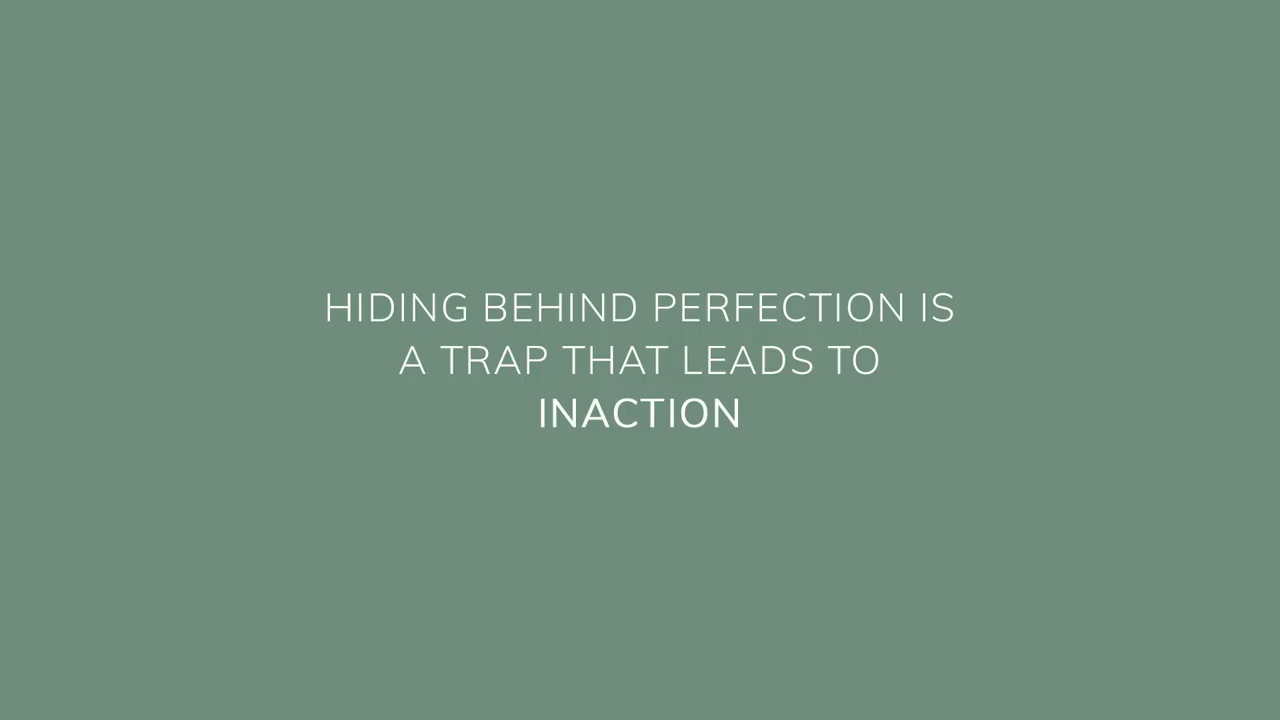 HIDING BEHIND PERFECTION IS
A TRAP THAT LEADS TO
INACTION